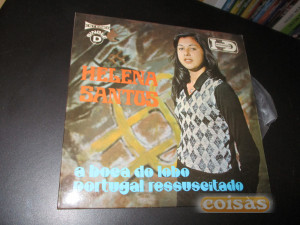 HELENA
SANTOS
a boca do lobo
portugal ressuscitado
coisas